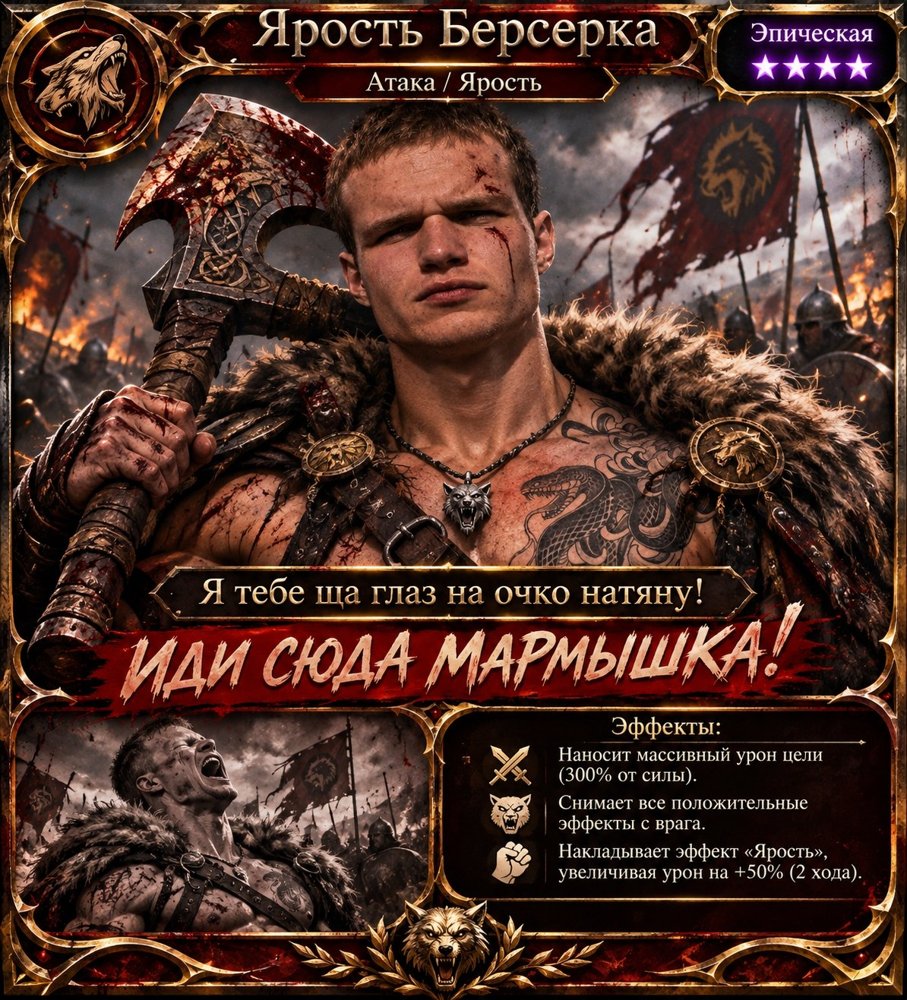 Ярость Берсерка
Эпическая
Атака / Ярость
Я тебе ща глаз на очко натяну!
ИДИ СЮДА МАРМЫШКА!
Эффекты:
Наносит массивный урон цели
(300% от силы).
Снимает все положительные
эффекты с врага.
Накладывает эффект «Ярость»,
увеличивая урон на +50% (2 хода).